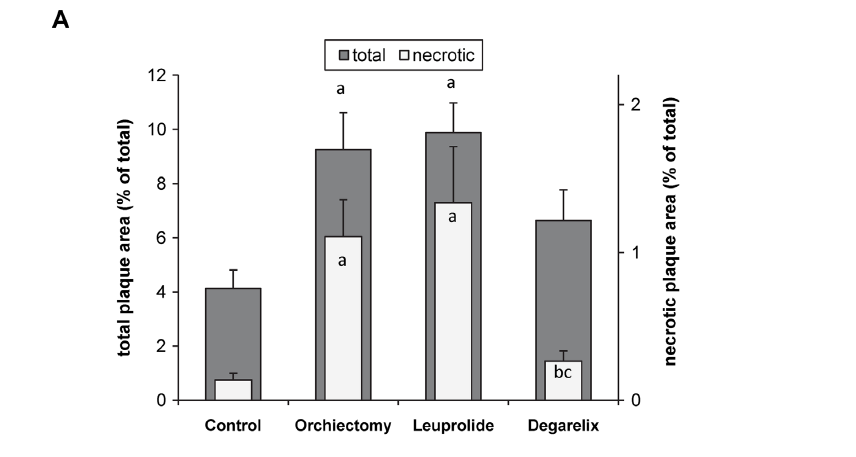 A
total necrotic
12
10
8
6
4
2
0
total plaque area (% of total)
a
a
a
a
bc
2
1
0
necrotic plaque area (% of total)
Control Orchiectomy Leuprolide Degarelix